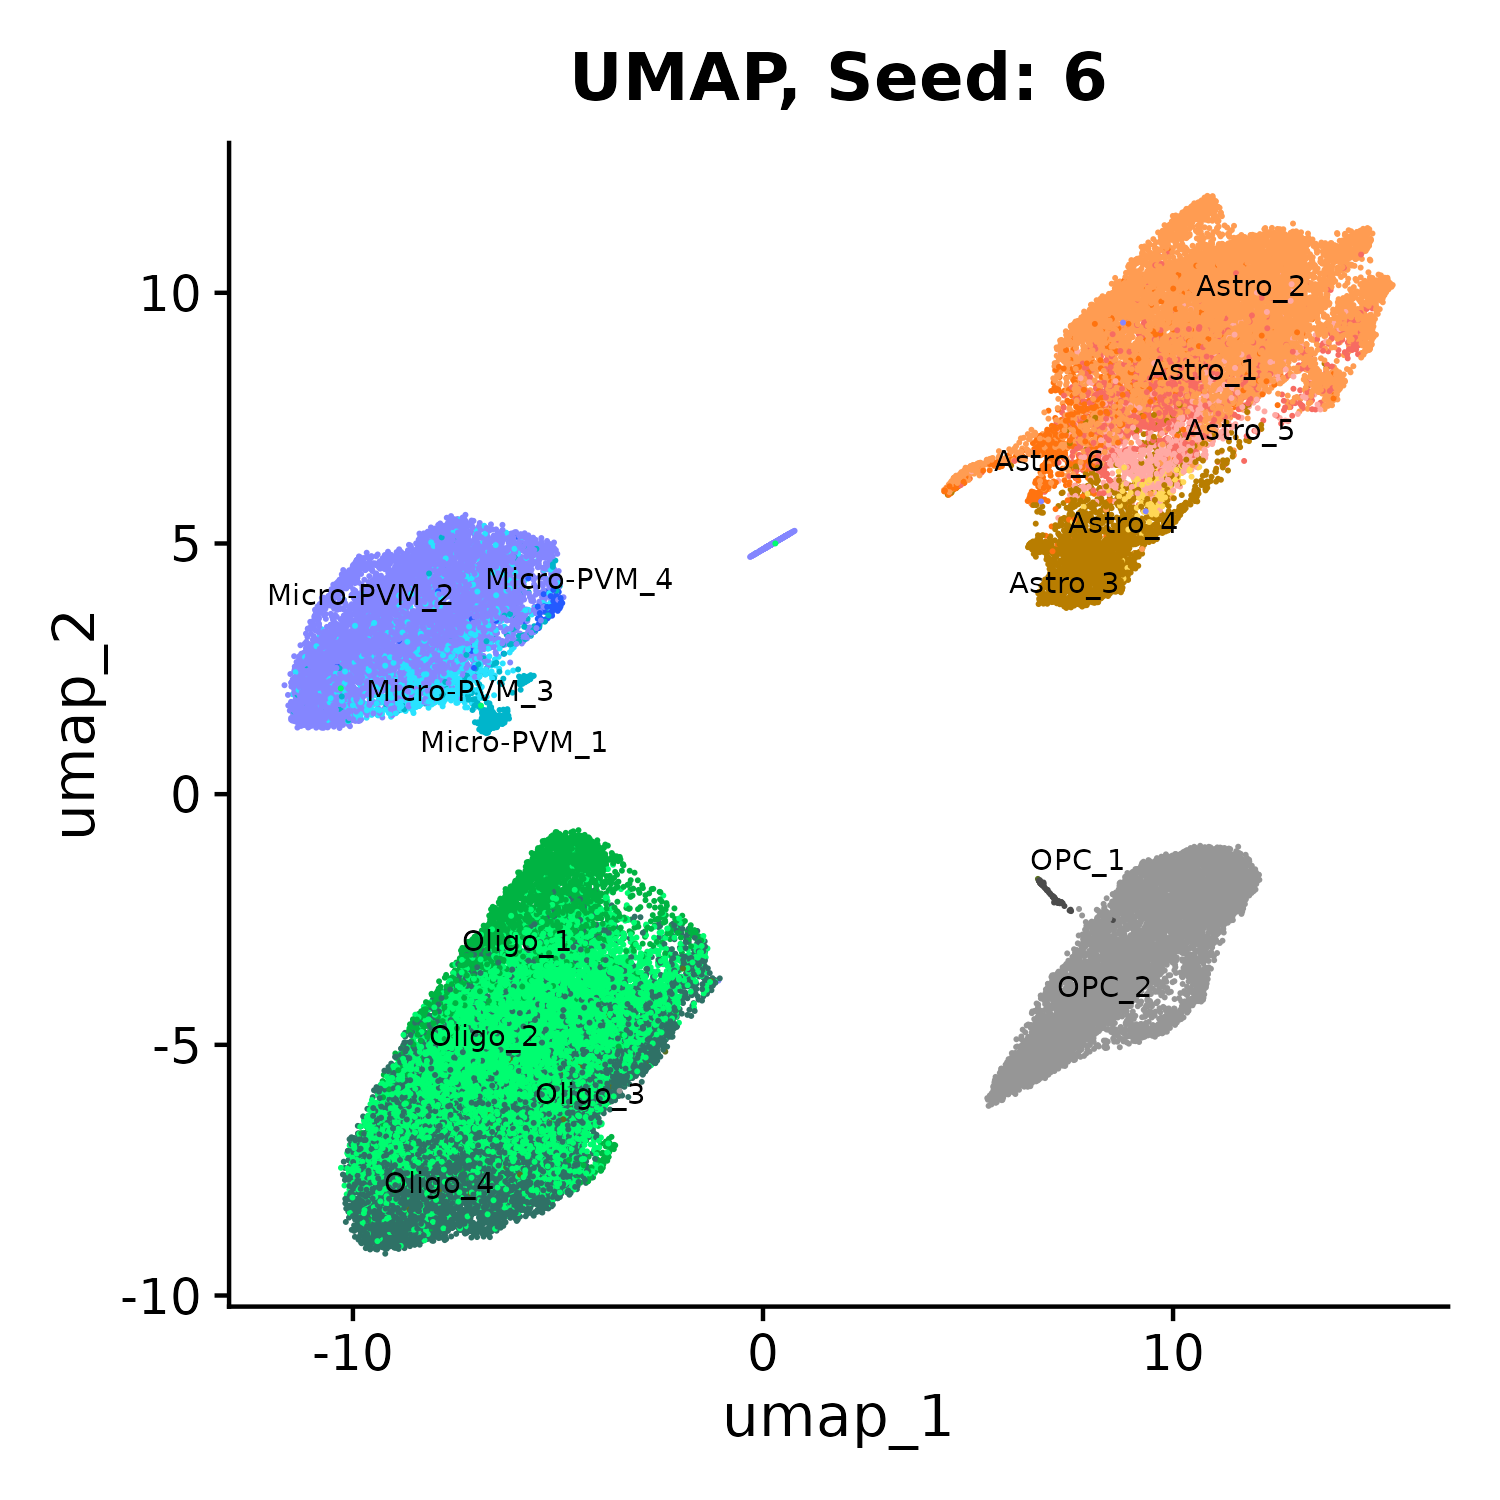 UMAP, Seed: 6
umap_2
10
5
0
-5
-10
Astro_2
Astro_1
Astro_5
Astro_6
Astro_4
Astro_3
Micro-PVM_4
Micro-PVM_2
Micro-PVM_3
Micro-PVM_1
OPC_1
Oligo_1
OPC_2
Oligo_2
Oligo_3
Oligo_4
-10
0
10
umap_1